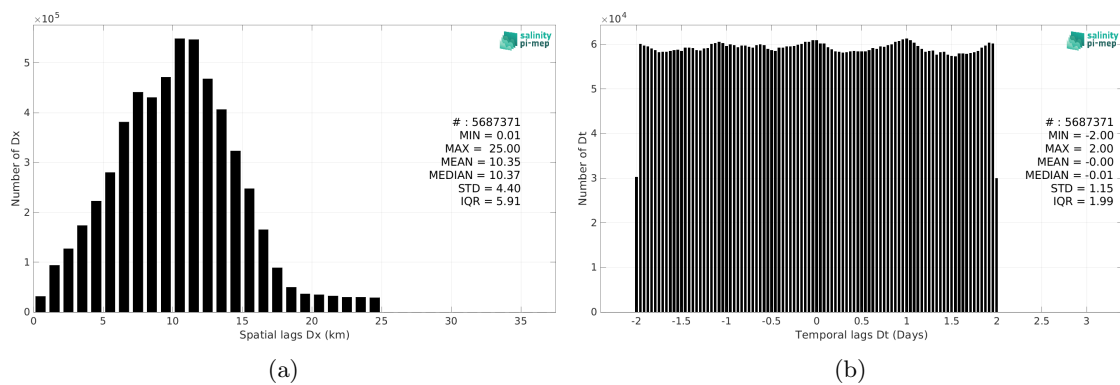 ×10⁵
5
4
3
2
1
0
Number of Dx
0 5 10 15 20 25 30 35
Spatial lags Dx (km)
salinity
pi-mep
# : 5687371
MIN = 0.01
MAX = 25.00
MEAN = 10.35
MEDIAN = 10.37
STD = 4.40
IQR = 5.91
(a)
×10⁴
6
5
4
3
2
1
0
Number of Dt
-2 -1.5 -1 -0.5 0 0.5 1 1.5 2 2.5 3
Temporal lags Dt (Days)
salinity
pi-mep
# : 5687371
MIN = -2.00
MAX = 2.00
MEAN = -0.00
MEDIAN = -0.01
STD = 1.15
IQR = 1.99
(b)